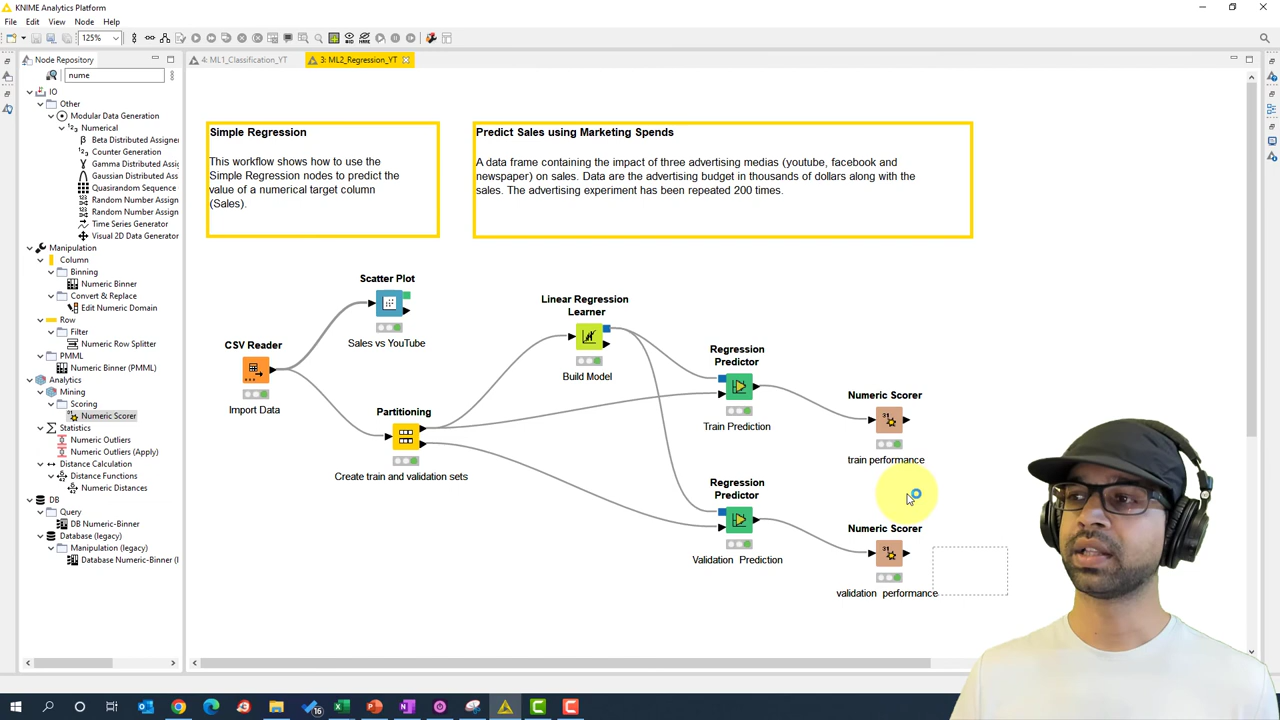 KNIME Analytics Platform
File Edit View Node Help
125%
Node Repository
4: ML1_Classification_YT
3: ML2_Regression_YT
nume
IO
Other
Modular Data Generation
Numerical
Beta Distributed Assigne
Counter Generation
Gamma Distributed Assig
Gaussian Distributed Ass
Quasirandom Sequence
Random Number Assign
Random Number Assign
Time Series Generator
Visual 2D Data Generator
Manipulation
Column
Binning
Numeric Binner
Convert & Replace
Edit Numeric Domain
Row
Filter
Numeric Row Splitter
PMML
Numeric Binner (PMML)
Analytics
Mining
Scoring
Numeric Scorer
Statistics
Numeric Outliers
Numeric Outliers (Apply)
Distance Calculation
Distance Functions
Numeric Distances
DB
Query
DB Numeric-Binner
Database (legacy)
Manipulation (legacy)
Database Numeric-Binner (l
Simple Regression
This workflow shows how to use the
Simple Regression nodes to predict the
value of a numerical target column
(Sales).
Predict Sales using Marketing Spends
A data frame containing the impact of three advertising medias (youtube, facebook and
newspaper) on sales. Data are the advertising budget in thousands of dollars along with the
sales. The advertising experiment has been repeated 200 times.
Scatter Plot
Sales vs YouTube
CSV Reader
Import Data
Partitioning
Create train and validation sets
Linear Regression
Learner
Build Model
Regression
Predictor
Train Prediction
Numeric Scorer
train performance
Regression
Predictor
Validation Prediction
Numeric Scorer
validation performance